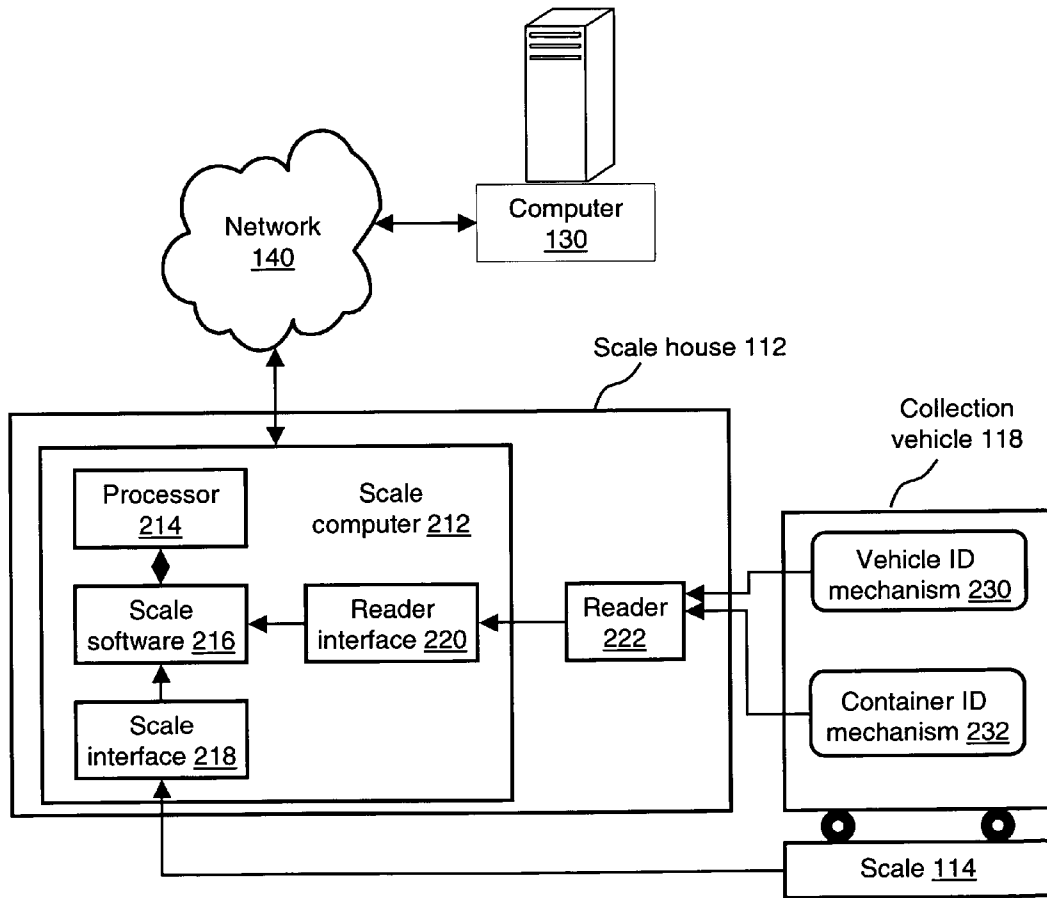 Computer
130
Network
140
Scale house 112
Collection
vehicle 118
Processor
214
Scale
computer 212
Vehicle ID
mechanism 230
Scale
software 216
Reader
interface 220
Reader
222
Scale
interface 218
Container ID
mechanism 232
Scale 114